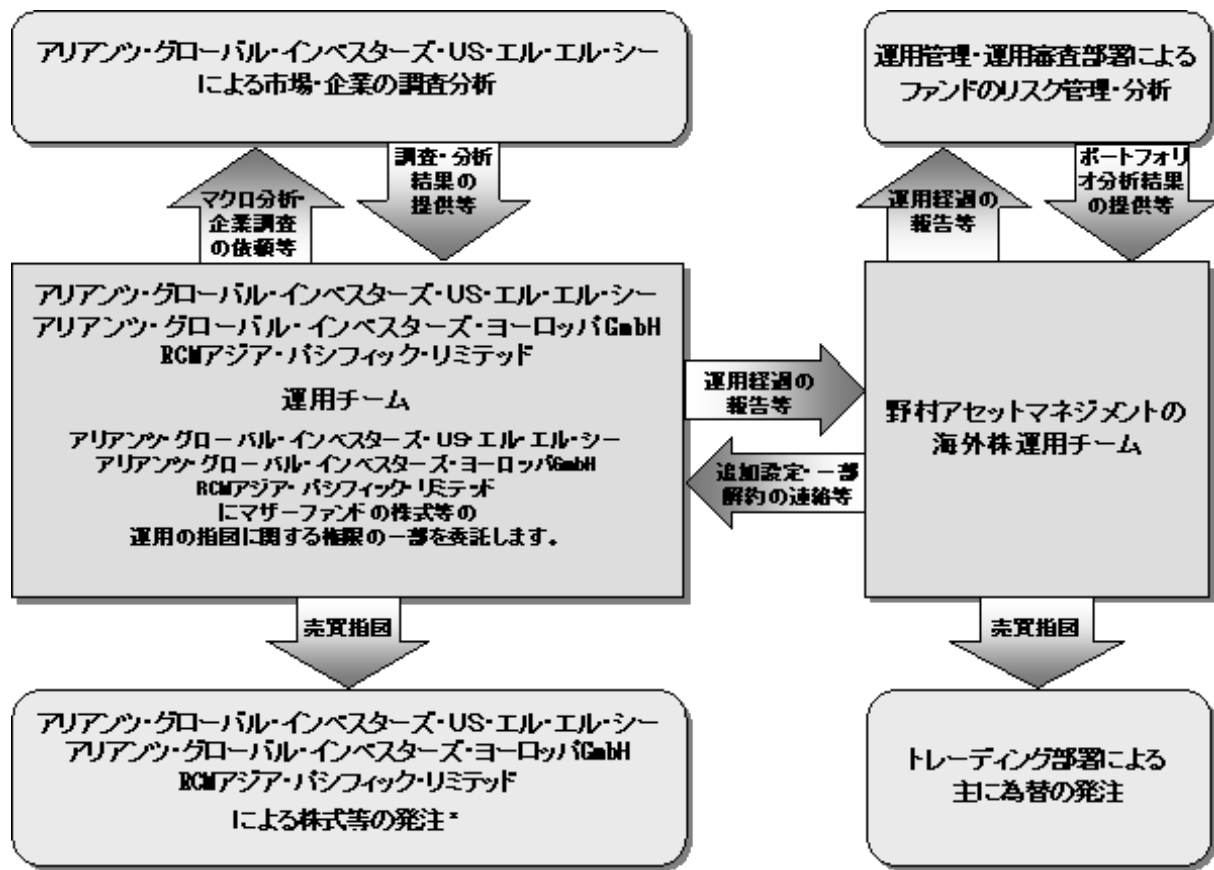 アリアンツ・グローバル・インベスターズ・US・エル・エル・シー
による市場・企業の調査分析
運用管理・運用審査部署による
ファンドのリスク管理・分析
マクロ分析・
企業調査
の依頼等
調査・分析
結果の
提供等
運用経過の
報告等
ポートフォリ
オ分析結果
の提供等
アリアンツ・グローバル・インベスターズ・US・エル・エル・シー
アリアンツ・グローバル・インベスターズ・ヨーロッパGmbH
RCMアジア・パシフィック・リミテッド
運用チーム
アリアンツ・グローバル・インベスターズ・US・エル・エル・シー
アリアンツ・グローバル・インベスターズ・ヨーロッパGmbH
RCMアジア・パシフィック・リミテッド
にマザーファンドの株式等の
運用の指図に関する権限の一部を委託します。
運用経過の
報告等
追加設定・一部
解約の連絡等
野村アセットマネジメントの
海外株運用チーム
売買指図
売買指図
アリアンツ・グローバル・インベスターズ・US・エル・エル・シー
アリアンツ・グローバル・インベスターズ・ヨーロッパGmbH
RCMアジア・パシフィック・リミテッド
による株式等の発注*
トレーディング部署による
主に為替の発注